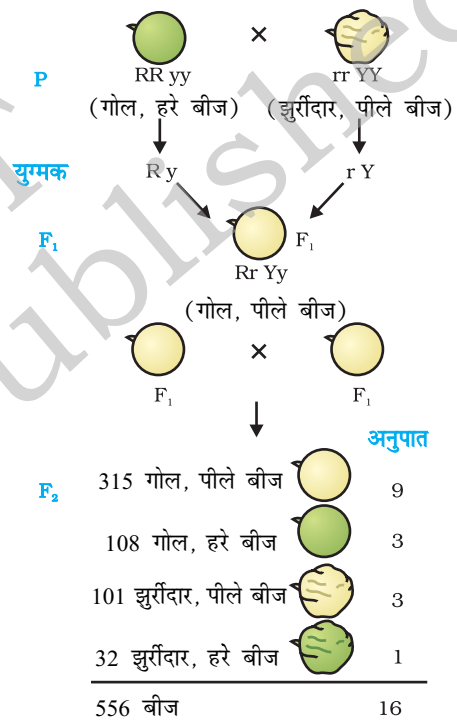 ×
RR yy rr YY
P
(गोल, हरे बीज) (झुर्रीदार, पीले बीज)
युग्मक R y r Y
F₁ F₁
Rr Yy
(गोल, पीले बीज)
×
F₁ F₁
अनुपात
F₂ 315 गोल, पीले बीज 9
108 गोल, हरे बीज 3
101 झुर्रीदार, पीले बीज 3
32 झुर्रीदार, हरे बीज 1
556 बीज 16